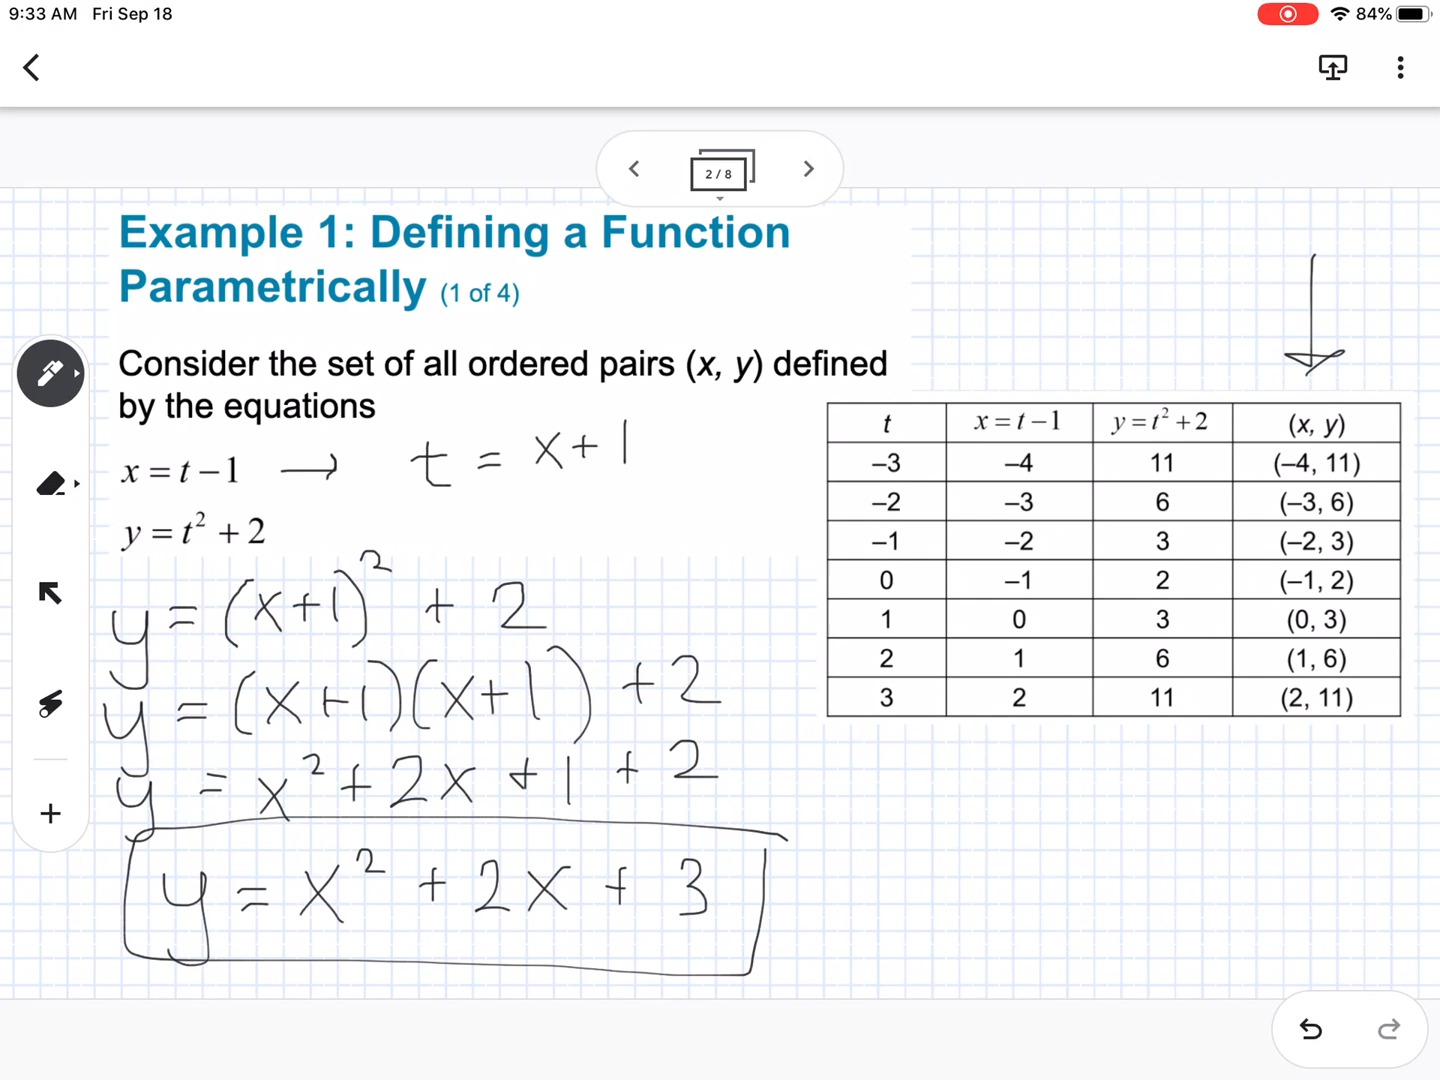 9:33 AM Fri Sep 18 84%
2 / 8
Example 1: Defining a Function
Parametrically (1 of 4)
Consider the set of all ordered pairs (x, y) defined
by the equations
x = t − 1 → t = x + 1
y = t² + 2
y = (x+1)² + 2
y = (x+1)(x+1) + 2
y = x² + 2x + 1 + 2
y = x² + 2x + 3
t x = t − 1 y = t² + 2 (x, y)
–3 –4 11 (–4, 11)
–2 –3 6 (–3, 6)
–1 –2 3 (–2, 3)
0 –1 2 (–1, 2)
1 0 3 (0, 3)
2 1 6 (1, 6)
3 2 11 (2, 11)